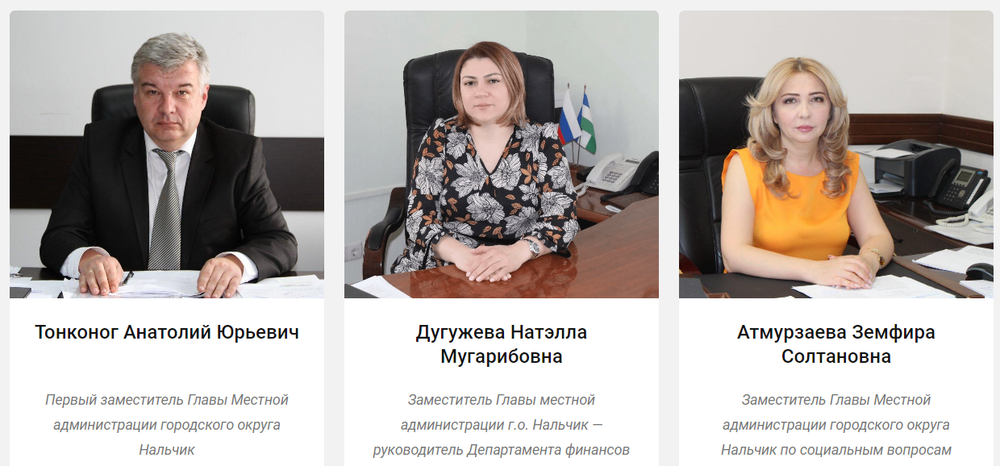 Тонконог Анатолий Юрьевич
Первый заместитель Главы Местной
администрации городского округа
Нальчик
Дугужева Натэлла
Мугарибовна
Заместитель Главы местной
администрации г.о. Нальчик —
руководитель Департамента финансов
Атмурзаева Земфира
Солтановна
Заместитель Главы Местной
администрации городского округа
Нальчик по социальным вопросам